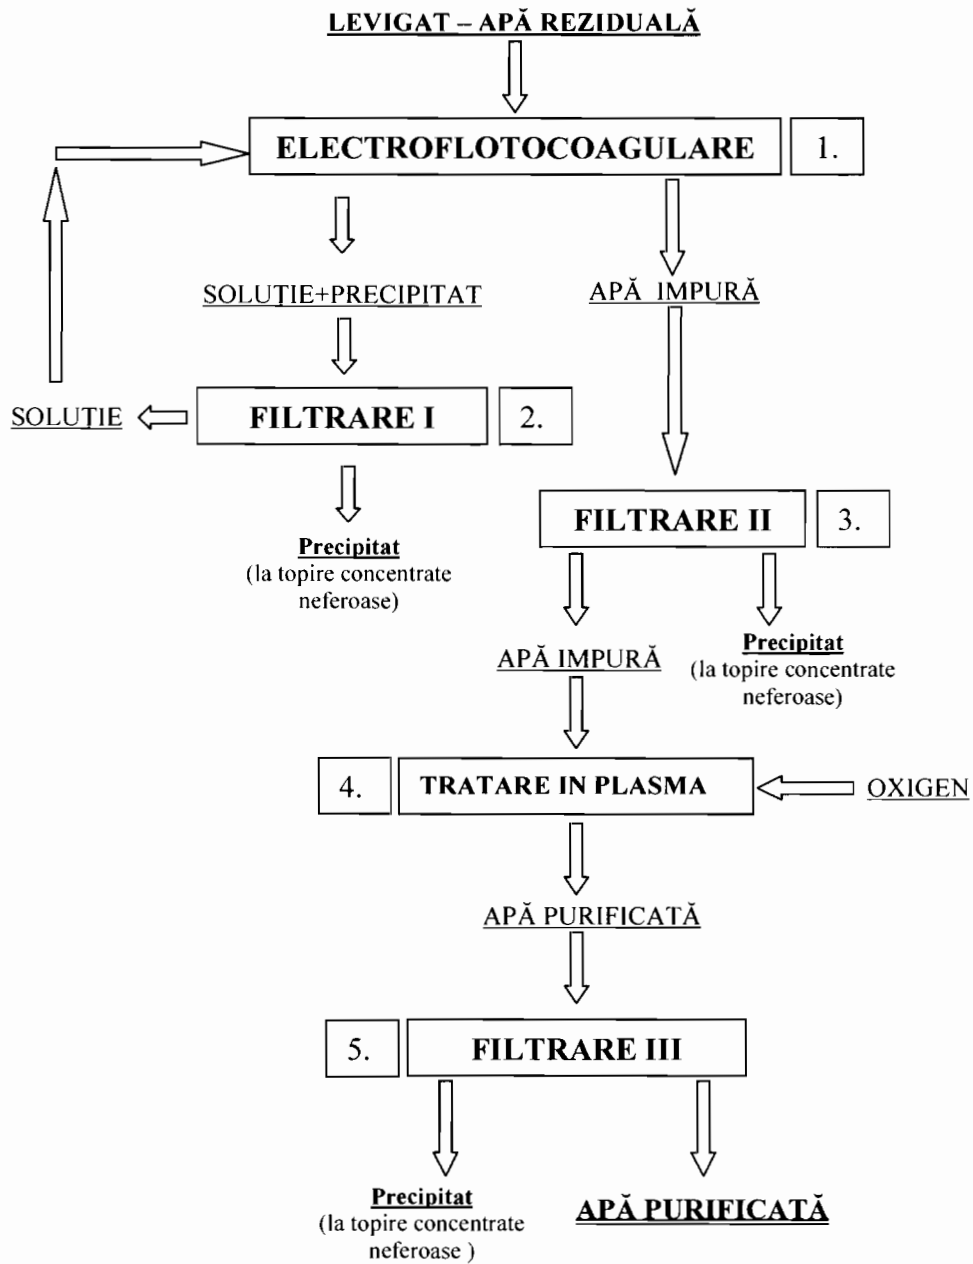 LEVIGAT – APĂ REZIDUALĂ
ELECTROFLOTOCOAGULARE 1.
SOLUȚIE+PRECIPITAT
APĂ IMPURĂ
SOLUȚIE
FILTRARE I 2.
Precipitat
(la topire concentrate
neferoase)
FILTRARE II 3.
APĂ IMPURĂ
Precipitat
(la topire concentrate
neferoase)
4. TRATARE IN PLASMA
OXIGEN
APĂ PURIFICATĂ
5. FILTRARE III
Precipitat
(la topire concentrate
neferoase )
APĂ PURIFICATĂ